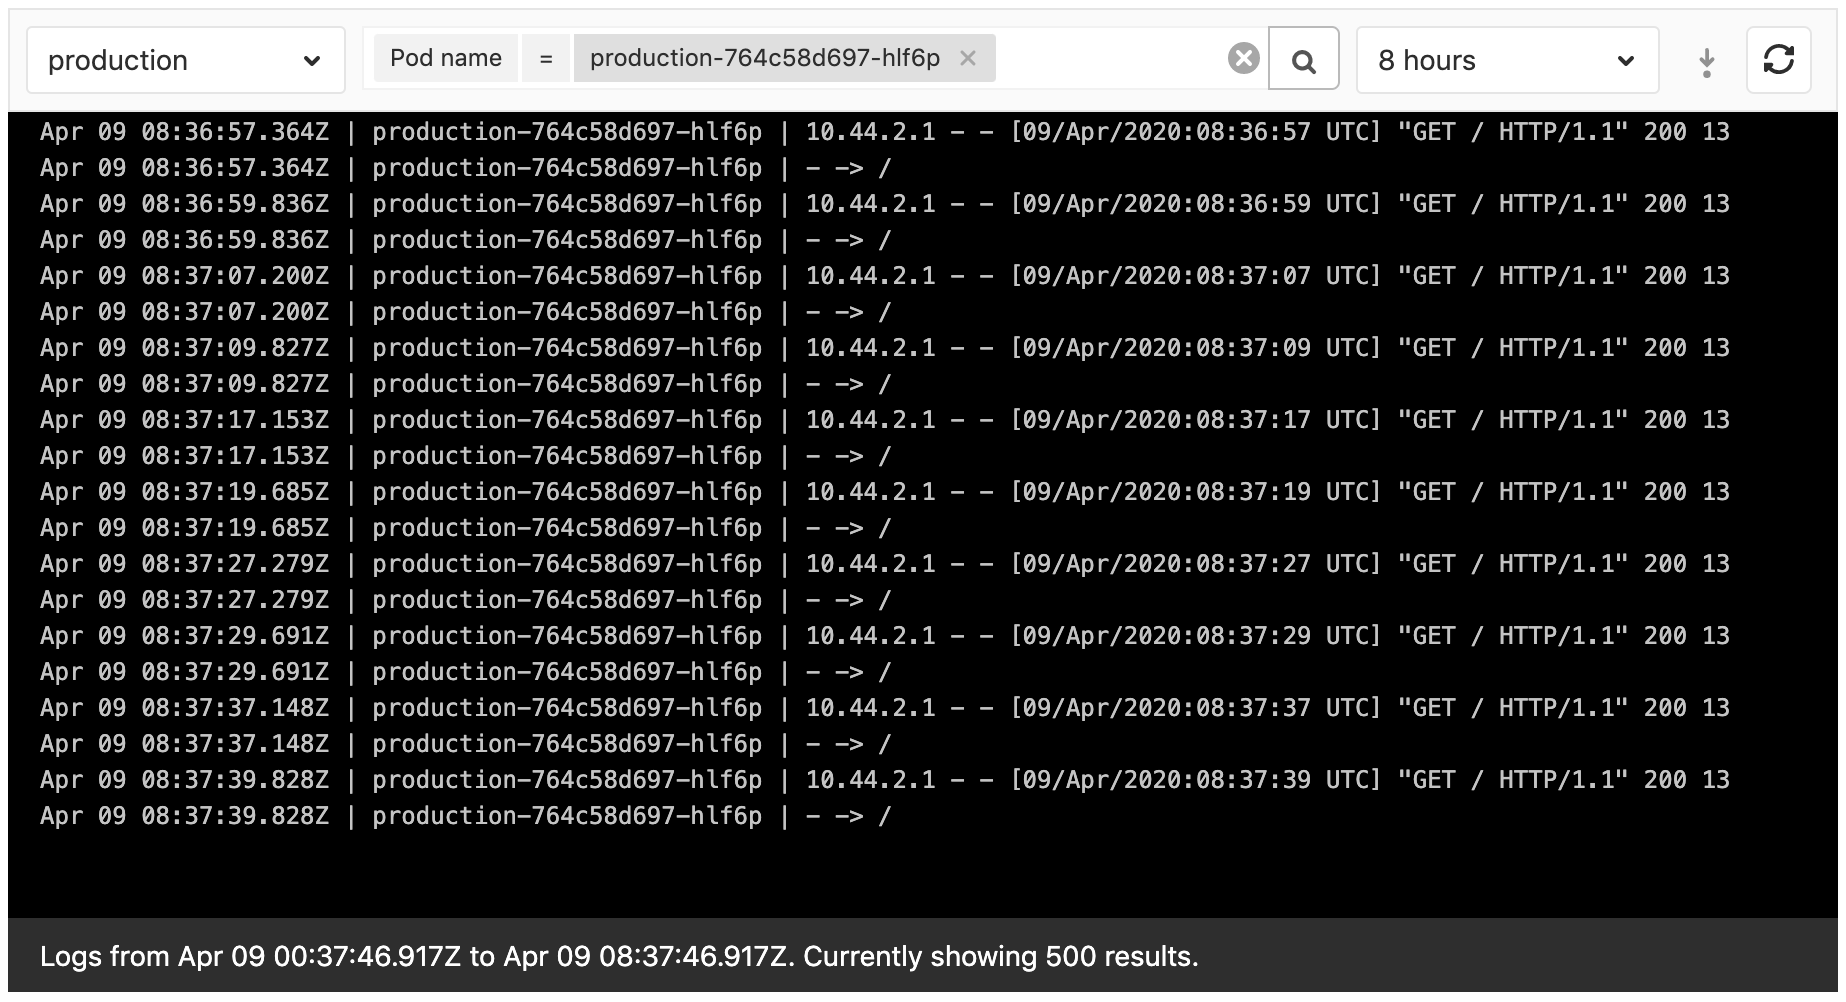 production Pod name = production-764c58d697-hlf6p × 8 hours
Apr 09 08:36:57.364Z | production-764c58d697-hlf6p | 10.44.2.1 - - [09/Apr/2020:08:36:57 UTC] "GET / HTTP/1.1" 200 13
Apr 09 08:36:57.364Z | production-764c58d697-hlf6p | - -> /
Apr 09 08:36:59.836Z | production-764c58d697-hlf6p | 10.44.2.1 - - [09/Apr/2020:08:36:59 UTC] "GET / HTTP/1.1" 200 13
Apr 09 08:36:59.836Z | production-764c58d697-hlf6p | - -> /
Apr 09 08:37:07.200Z | production-764c58d697-hlf6p | 10.44.2.1 - - [09/Apr/2020:08:37:07 UTC] "GET / HTTP/1.1" 200 13
Apr 09 08:37:07.200Z | production-764c58d697-hlf6p | - -> /
Apr 09 08:37:09.827Z | production-764c58d697-hlf6p | 10.44.2.1 - - [09/Apr/2020:08:37:09 UTC] "GET / HTTP/1.1" 200 13
Apr 09 08:37:09.827Z | production-764c58d697-hlf6p | - -> /
Apr 09 08:37:17.153Z | production-764c58d697-hlf6p | 10.44.2.1 - - [09/Apr/2020:08:37:17 UTC] "GET / HTTP/1.1" 200 13
Apr 09 08:37:17.153Z | production-764c58d697-hlf6p | - -> /
Apr 09 08:37:19.685Z | production-764c58d697-hlf6p | 10.44.2.1 - - [09/Apr/2020:08:37:19 UTC] "GET / HTTP/1.1" 200 13
Apr 09 08:37:19.685Z | production-764c58d697-hlf6p | - -> /
Apr 09 08:37:27.279Z | production-764c58d697-hlf6p | 10.44.2.1 - - [09/Apr/2020:08:37:27 UTC] "GET / HTTP/1.1" 200 13
Apr 09 08:37:27.279Z | production-764c58d697-hlf6p | - -> /
Apr 09 08:37:29.691Z | production-764c58d697-hlf6p | 10.44.2.1 - - [09/Apr/2020:08:37:29 UTC] "GET / HTTP/1.1" 200 13
Apr 09 08:37:29.691Z | production-764c58d697-hlf6p | - -> /
Apr 09 08:37:37.148Z | production-764c58d697-hlf6p | 10.44.2.1 - - [09/Apr/2020:08:37:37 UTC] "GET / HTTP/1.1" 200 13
Apr 09 08:37:37.148Z | production-764c58d697-hlf6p | - -> /
Apr 09 08:37:39.828Z | production-764c58d697-hlf6p | 10.44.2.1 - - [09/Apr/2020:08:37:39 UTC] "GET / HTTP/1.1" 200 13
Apr 09 08:37:39.828Z | production-764c58d697-hlf6p | - -> /
Logs from Apr 09 00:37:46.917Z to Apr 09 08:37:46.917Z. Currently showing 500 results.